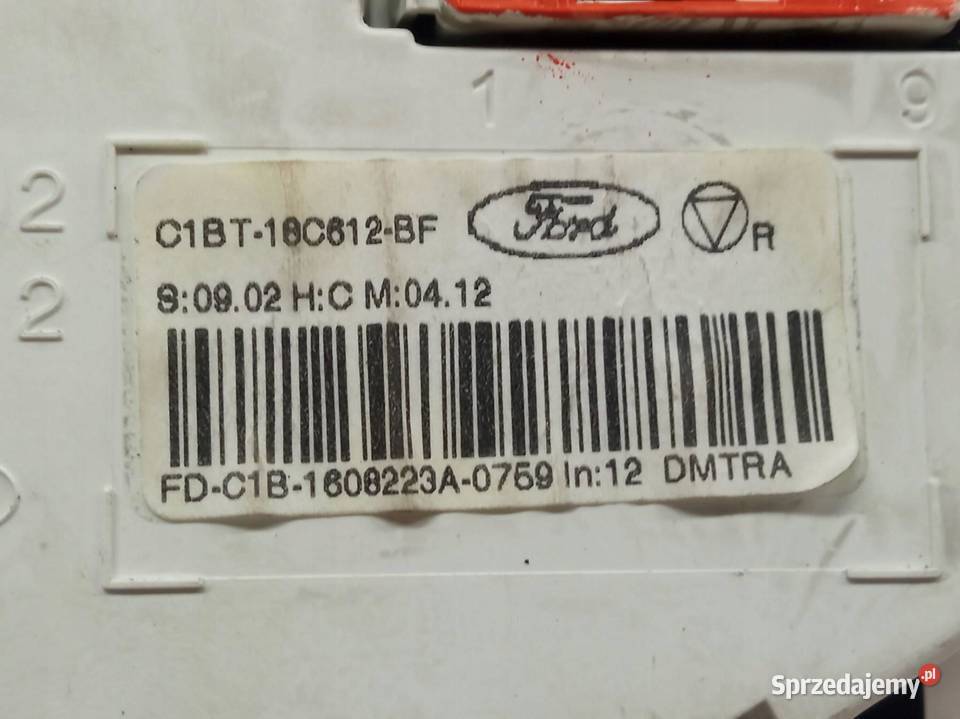 1 9
2
2
C1BT-18C612-BF Ford R
S:09.02 H:C M:04.12
FD-C1B-1608223A-0759 In:12 DMTRA
Sprzedajemy.pl